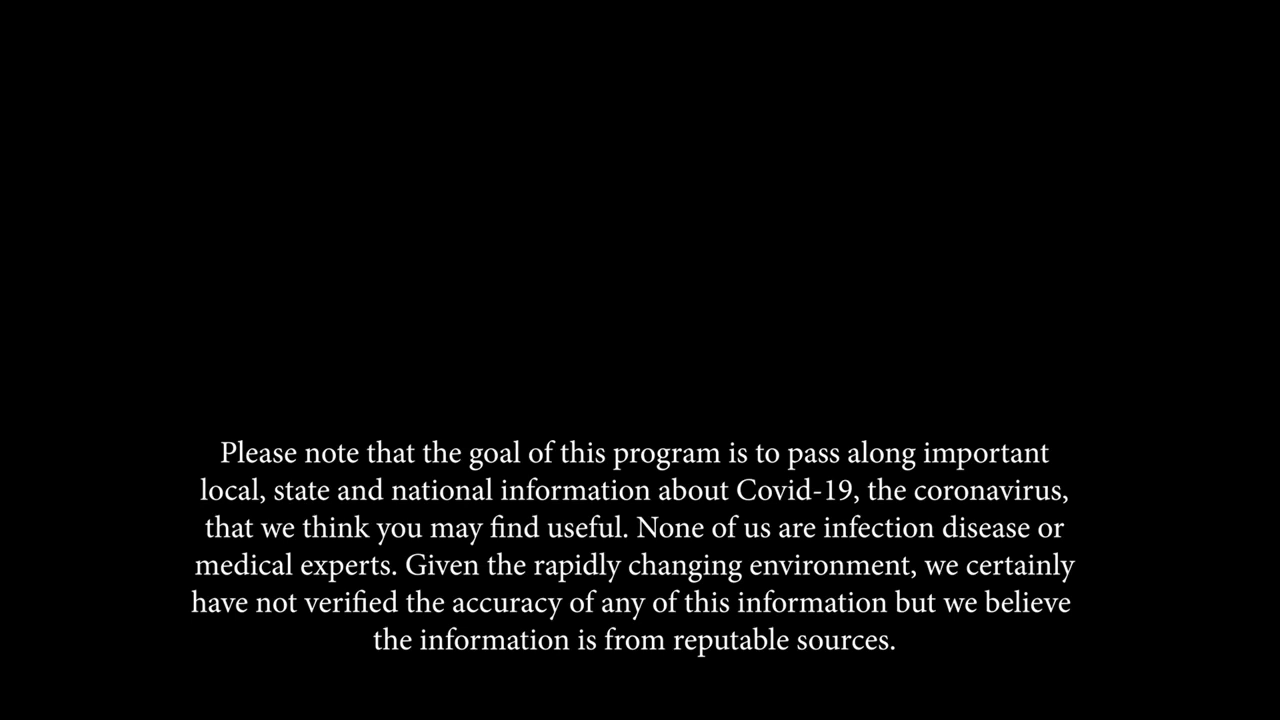 Please note that the goal of this program is to pass along important
local, state and national information about Covid-19, the coronavirus,
that we think you may find useful. None of us are infection disease or
medical experts. Given the rapidly changing environment, we certainly
have not verified the accuracy of any of this information but we believe
the information is from reputable sources.